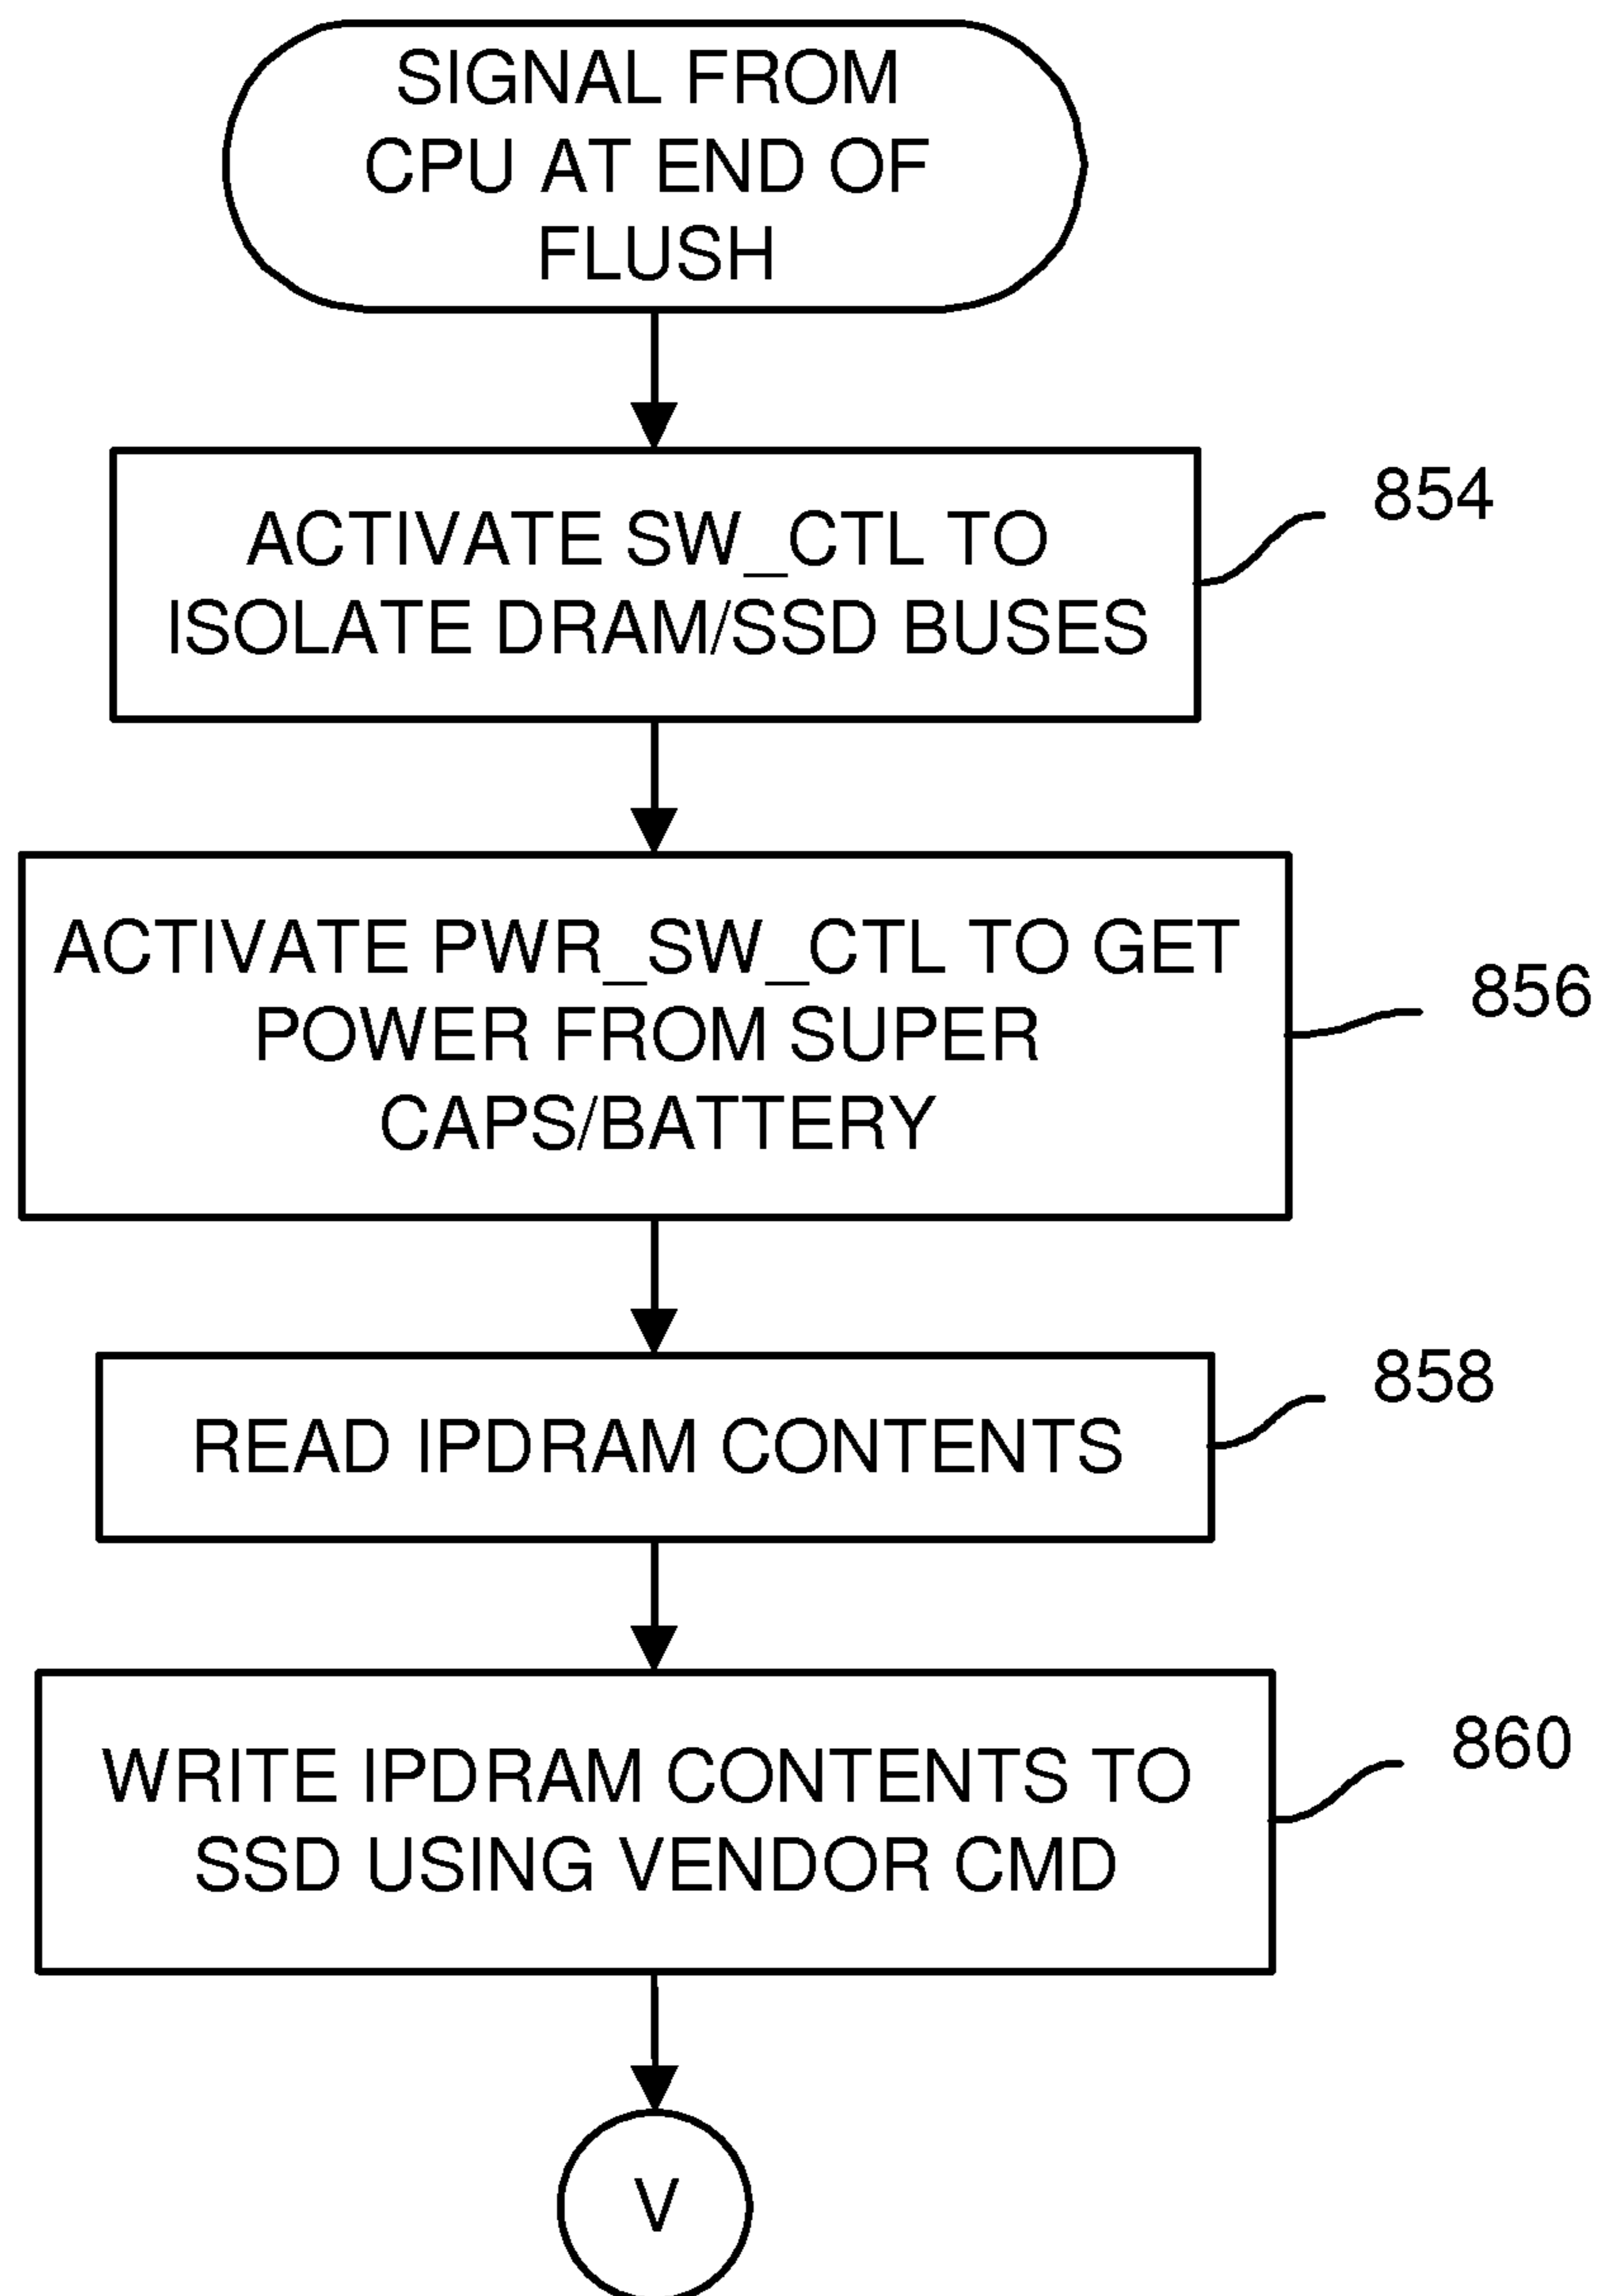 SIGNAL FROM
CPU AT END OF
FLUSH
ACTIVATE SW_CTL TO
ISOLATE DRAM/SSD BUSES
854
ACTIVATE PWR_SW_CTL TO GET
POWER FROM SUPER
CAPS/BATTERY
856
READ IPDRAM CONTENTS
858
WRITE IPDRAM CONTENTS TO
SSD USING VENDOR CMD
860
V